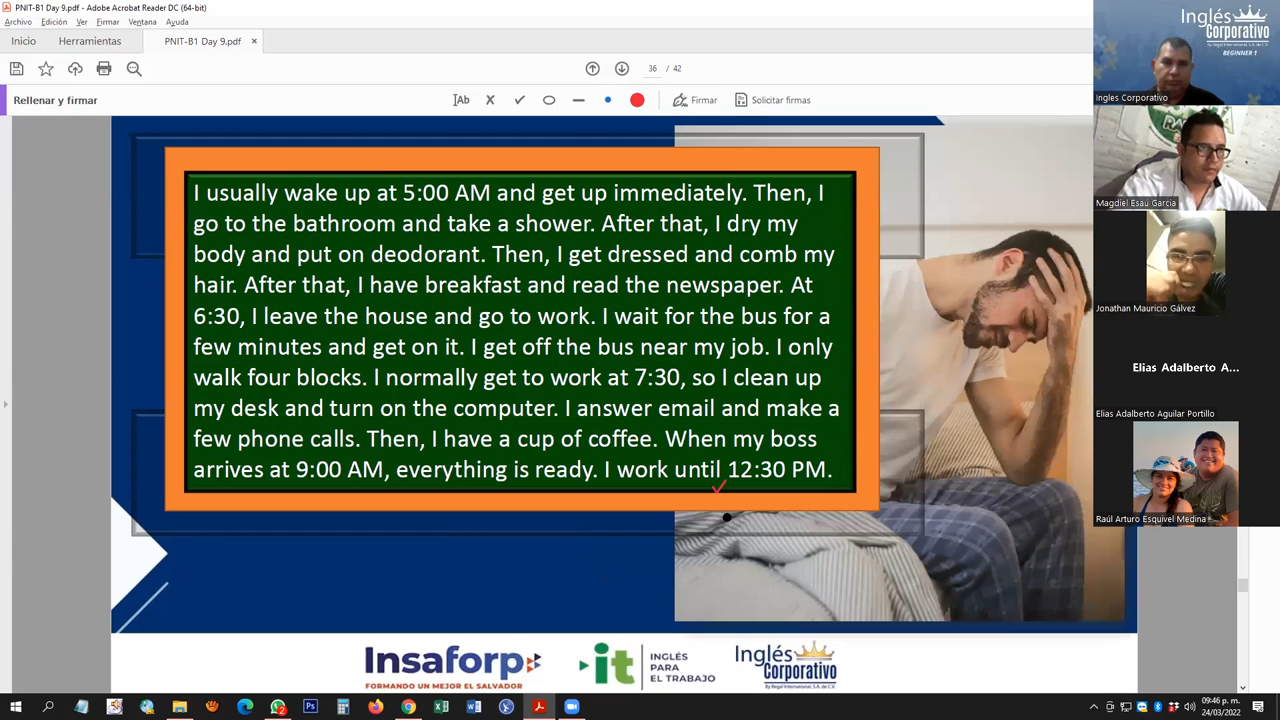 PNIT-B1 Day 9.pdf - Adobe Acrobat Reader DC (64-bit)
Archivo Edición Ver Firmar Ventana Ayuda
Inicio Herramientas PNIT-B1 Day 9.pdf ×
36 / 42
Rellenar y firmar
Ab
Firmar
Solicitar firmas
I usually wake up at 5:00 AM and get up immediately. Then, I
go to the bathroom and take a shower. After that, I dry my
body and put on deodorant. Then, I get dressed and comb my
hair. After that, I have breakfast and read the newspaper. At
6:30, I leave the house and go to work. I wait for the bus for a
few minutes and get on it. I get off the bus near my job. I only
walk four blocks. I normally get to work at 7:30, so I clean up
my desk and turn on the computer. I answer email and make a
few phone calls. Then, I have a cup of coffee. When my boss
arrives at 9:00 AM, everything is ready. I work until 12:30 PM.
Insaforp
FORMANDO UN MEJOR EL SALVADOR
it
INGLÉS
PARA
EL TRABAJO
Inglés
Corporativo
By Regal International, S.A. de C.V.
Inglés
Corporativo
By Regal International, S.A. de C.V.
BEGINNER 1
Ingles Corporativo
Magdiel Esau Garcia
Jonathan Mauricio Gálvez
Elias Adalberto A...
Elias Adalberto Aguilar Portillo
Raúl Arturo Esquivel Medina
2
09:46 p. m.
24/03/2022